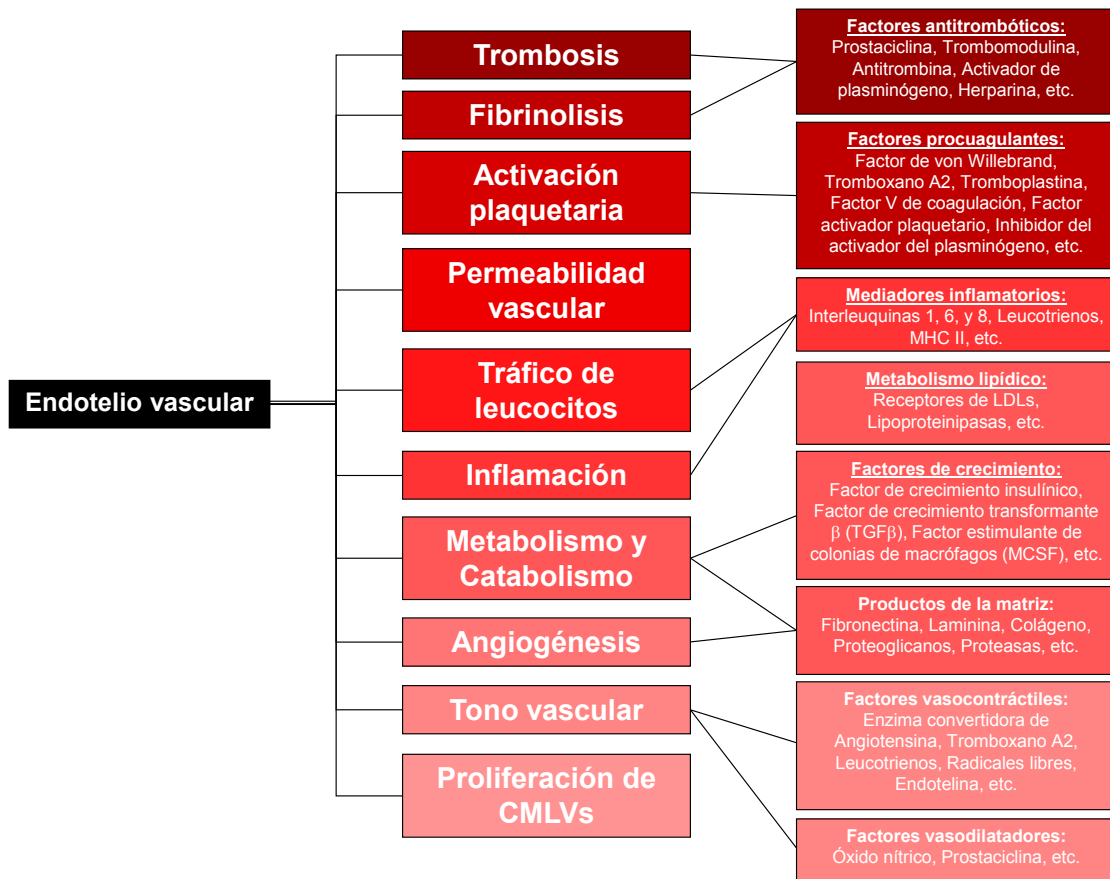 Endotelio vascular
Trombosis
Fibrinolisis
Activación
plaquetaria
Permeabilidad
vascular
Tráfico de
leucocitos
Inflamación
Metabolismo y
Catabolismo
Angiogénesis
Tono vascular
Proliferación de
CMLVs
Factores antitrombóticos:
Prostaciclina, Trombomodulina,
Antitrombina, Activador de
plasminógeno, Herparina, etc.
Factores procuagulantes:
Factor de von Willebrand,
Tromboxano A2, Tromboplastina,
Factor V de coagulación, Factor
activador plaquetario, Inhibidor del
activador del plasminógeno, etc.
Mediadores inflamatorios:
Interleuquinas 1, 6, y 8, Leucotrienos,
MHC II, etc.
Metabolismo lipídico:
Receptores de LDLs,
Lipoproteinipasas, etc.
Factores de crecimiento:
Factor de crecimiento insulínico,
Factor de crecimiento transformante
β (TGFβ), Factor estimulante de
colonias de macrófagos (MCSF), etc.
Productos de la matriz:
Fibronectina, Laminina, Colágeno,
Proteoglicanos, Proteasas, etc.
Factores vasocontráctiles:
Enzima convertidora de
Angiotensina, Tromboxano A2,
Leucotrienos, Radicales libres,
Endotelina, etc.
Factores vasodilatadores:
Óxido nítrico, Prostaciclina, etc.